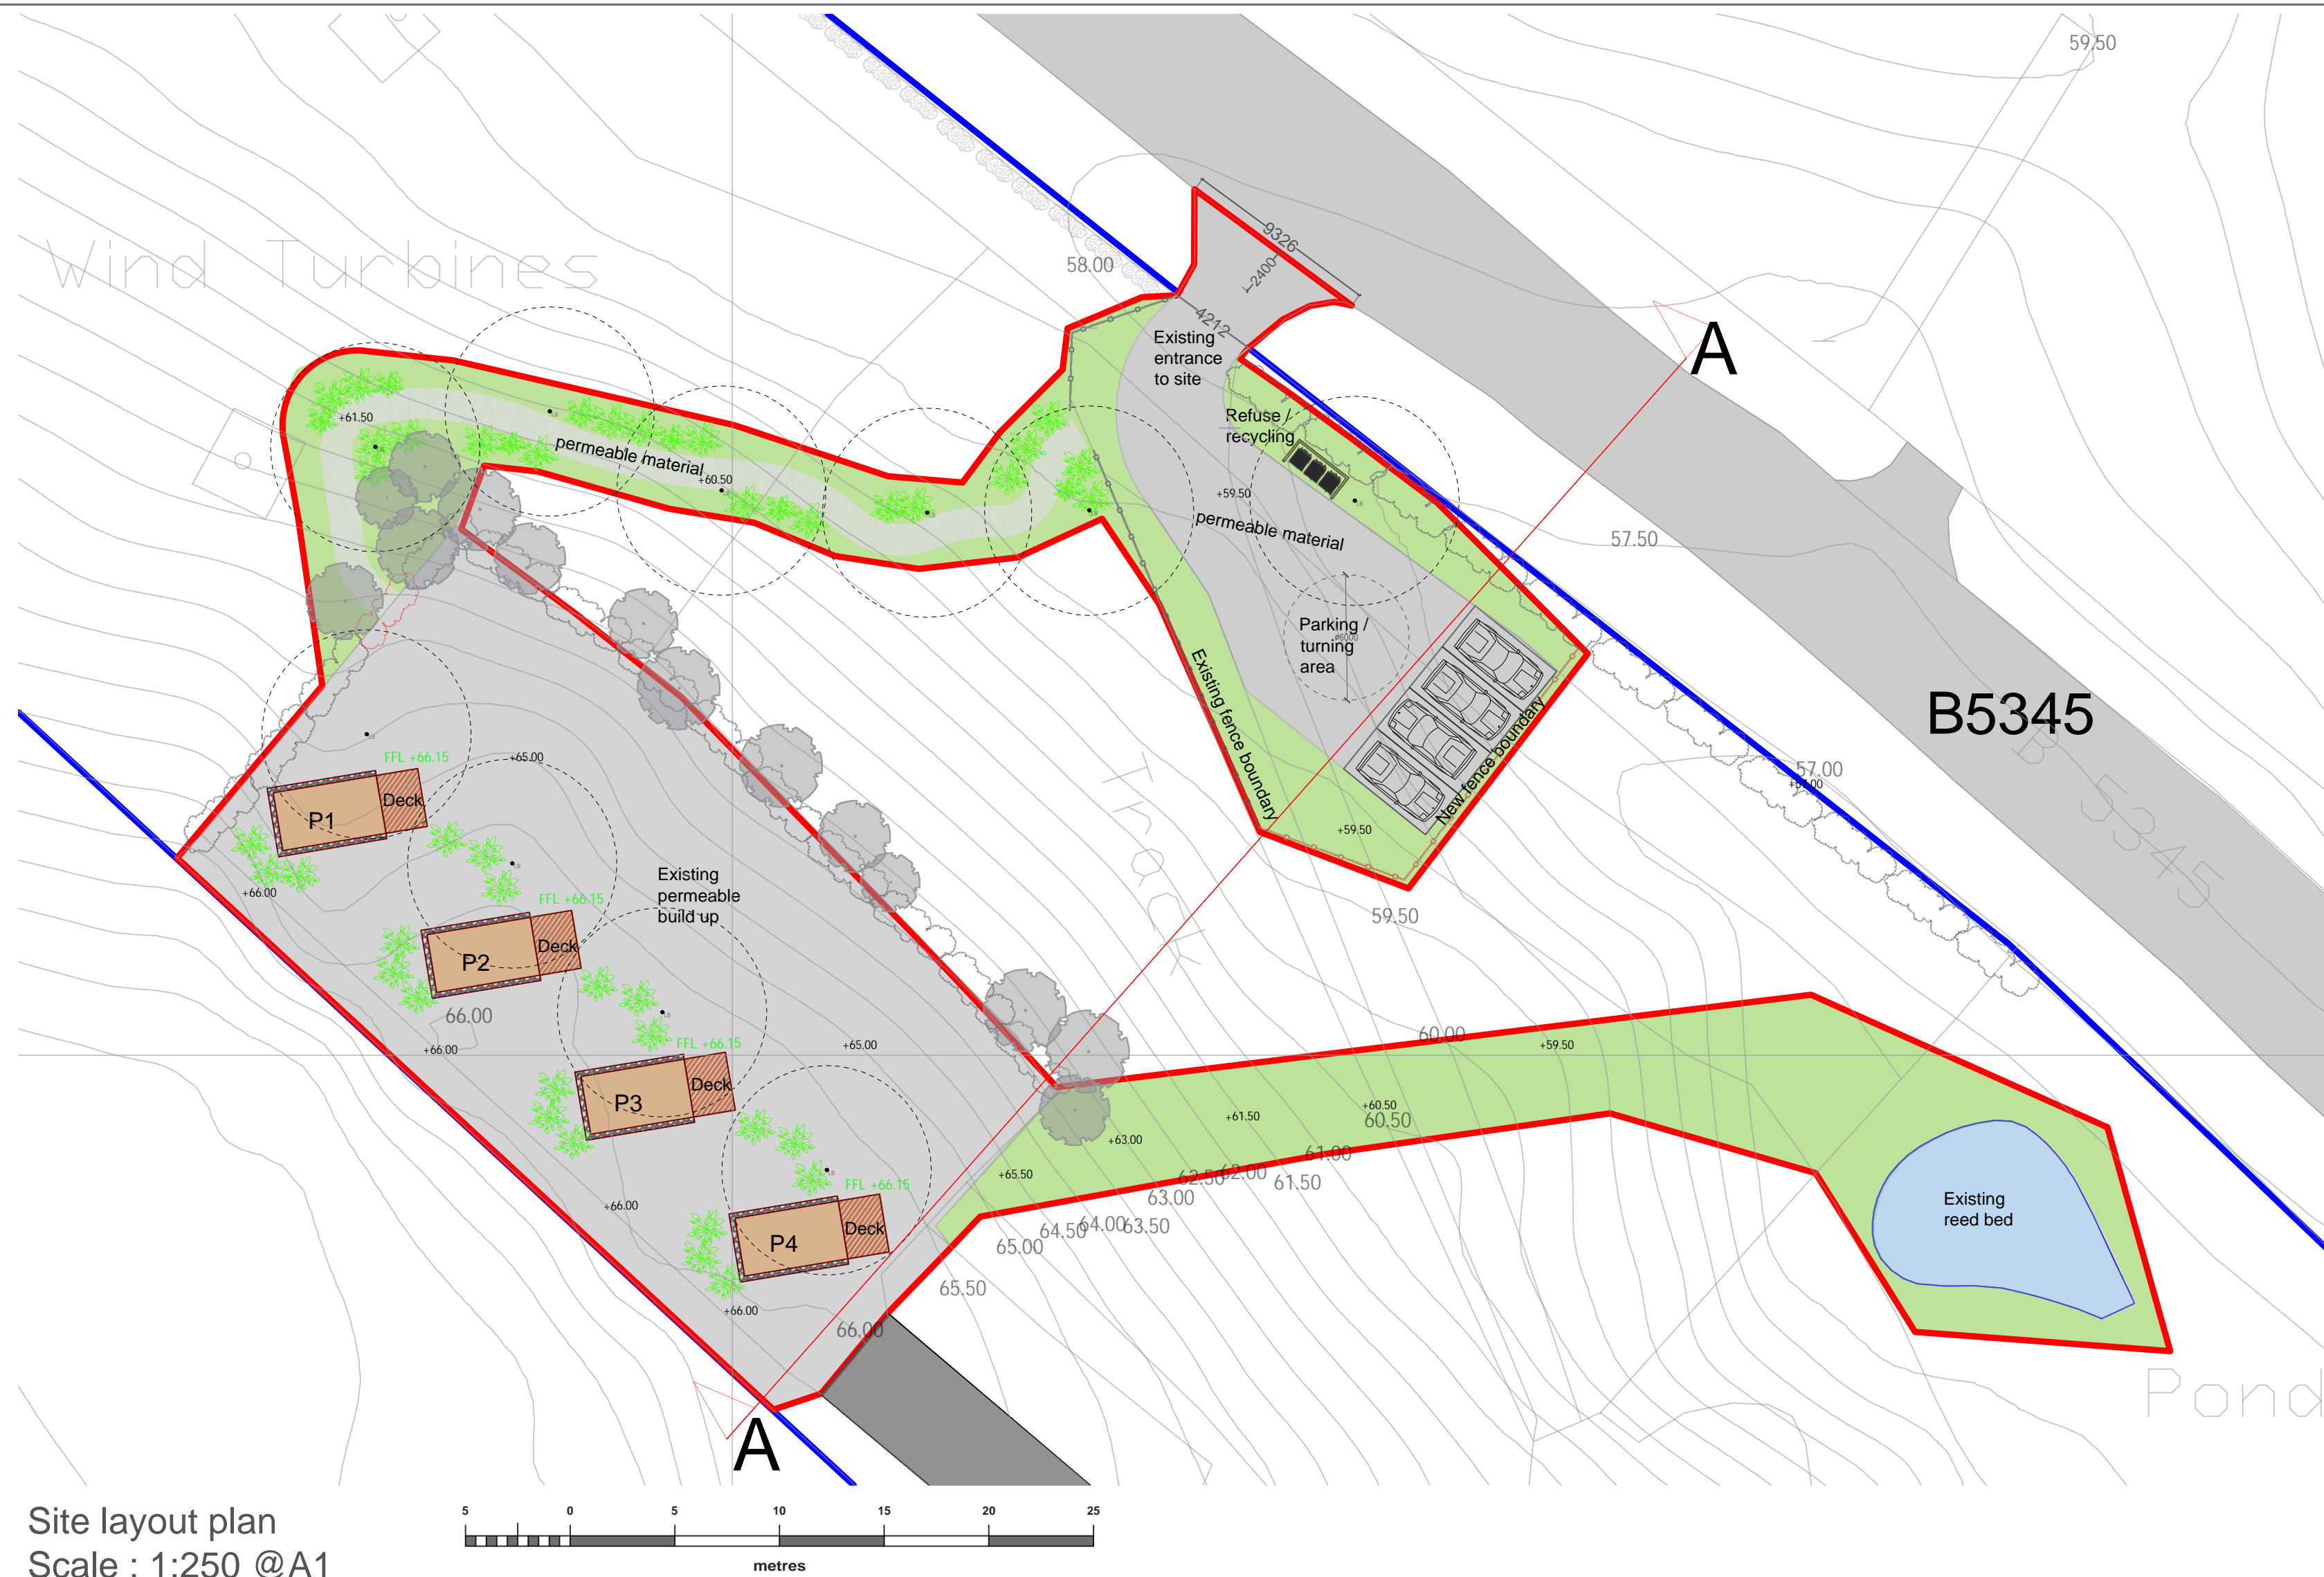 59.50
Wind Turbines
58.00
9326
2400
4212
Existing
entrance
to site
A
+61.50
permeable material
+60.50
Refuse /
recycling
+59.50
permeable material
57.50
Parking /
turning
area
ø6000
Existing fence boundary
New fence boundary
B5345
B 5345
57.00
+57.00
TRACK
FFL +66.15
+65.00
P1
Deck
+59.50
+66.00
Existing
permeable
build up
FFL +66.15
59.50
P2
Deck
66.00
+66.00
FFL +66.15
+65.00
60.00
+59.50
P3
Deck
+60.50
60.50
+61.50
+63.00
61.00
+65.50
62.50
62.00
61.50
63.00
FFL +66.15
+66.00
64.50
64.00
63.50
65.00
Existing
reed bed
P4
Deck
65.50
+66.00
66.00
Pond
A
Site layout plan
Scale : 1:250 @A1
5 0 5 10 15 20 25
metres